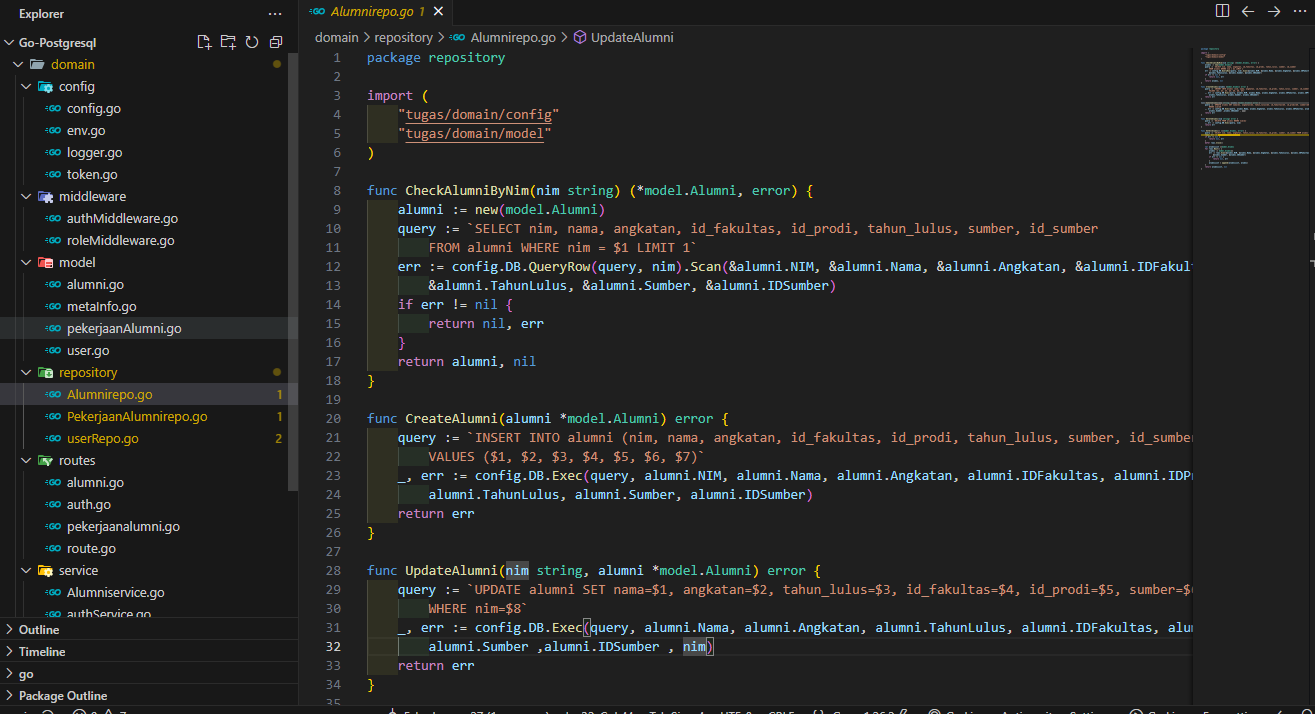 Explorer ...
Go-Postgresql
domain
config
config.go
env.go
logger.go
token.go
middleware
authMiddleware.go
roleMiddleware.go
model
alumni.go
metaInfo.go
pekerjaanAlumni.go
user.go
repository
Alumnirepo.go 1
PekerjaanAlumnirepo.go 1
userRepo.go 2
routes
alumni.go
auth.go
pekerjaanalumni.go
route.go
service
Alumniservice.go
authService.go
Outline
Timeline
go
Package Outline
Alumnirepo.go 1
domain > repository > Alumnirepo.go > UpdateAlumni
1 package repository
2
3 import (
4 "tugas/domain/config"
5 "tugas/domain/model"
6 )
7
8 func CheckAlumniByNim(nim string) (*model.Alumni, error) {
9 alumni := new(model.Alumni)
10 query := `SELECT nim, nama, angkatan, id_fakultas, id_prodi, tahun_lulus, sumber, id_sumber
11 FROM alumni WHERE nim = $1 LIMIT 1`
12 err := config.DB.QueryRow(query, nim).Scan(&alumni.NIM, &alumni.Nama, &alumni.Angkatan, &alumni.IDFakul
13 &alumni.TahunLulus, &alumni.Sumber, &alumni.IDSumber)
14 if err != nil {
15 return nil, err
16 }
17 return alumni, nil
18 }
19
20 func CreateAlumni(alumni *model.Alumni) error {
21 query := `INSERT INTO alumni (nim, nama, angkatan, id_fakultas, id_prodi, tahun_lulus, sumber, id_sumber
22 VALUES ($1, $2, $3, $4, $5, $6, $7)`
23 _, err := config.DB.Exec(query, alumni.NIM, alumni.Nama, alumni.Angkatan, alumni.IDFakultas, alumni.IDP
24 alumni.TahunLulus, alumni.Sumber, alumni.IDSumber)
25 return err
26 }
27
28 func UpdateAlumni(nim string, alumni *model.Alumni) error {
29 query := `UPDATE alumni SET nama=$1, angkatan=$2, tahun_lulus=$3, id_fakultas=$4, id_prodi=$5, sumber=$
30 WHERE nim=$8`
31 _, err := config.DB.Exec(query, alumni.Nama, alumni.Angkatan, alumni.TahunLulus, alumni.IDFakultas, alu
32 alumni.Sumber ,alumni.IDSumber , nim)
33 return err
34 }
35